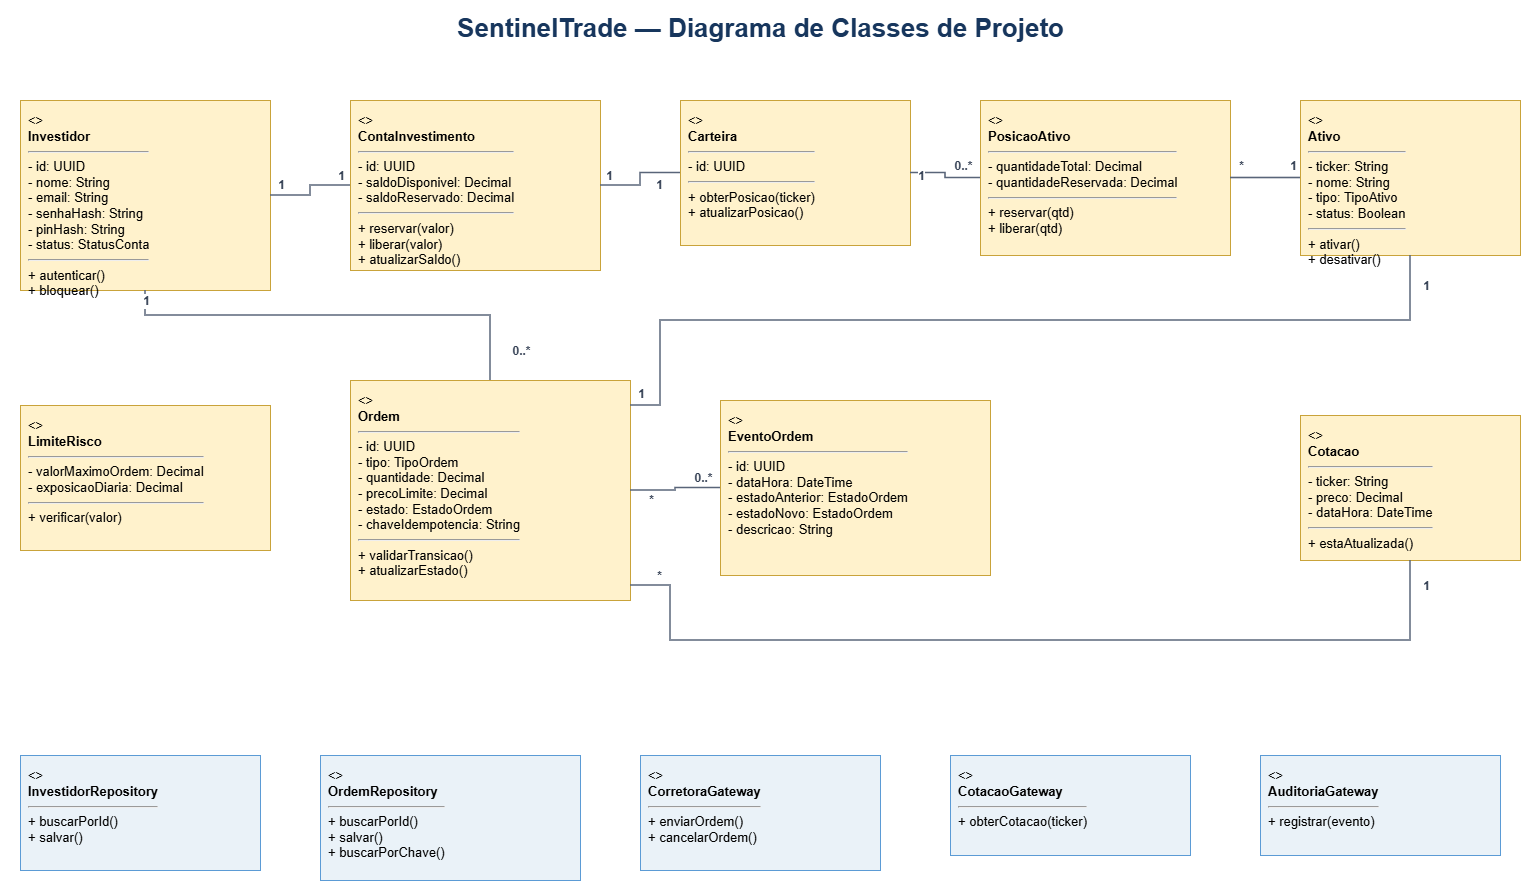 SentinelTrade — Diagrama de Classes de Projeto
<>
Investidor
- id: UUID
- nome: String
- email: String
- senhaHash: String
- pinHash: String
- status: StatusConta
+ autenticar()
+ bloquear()
1
1
<>
ContaInvestimento
- id: UUID
- saldoDisponivel: Decimal
- saldoReservado: Decimal
+ reservar(valor)
+ liberar(valor)
+ atualizarSaldo()
1
1
<>
Carteira
- id: UUID
+ obterPosicao(ticker)
+ atualizarPosicao()
1
0..*
<>
PosicaoAtivo
- quantidadeTotal: Decimal
- quantidadeReservada: Decimal
+ reservar(qtd)
+ liberar(qtd)
*
1
<>
Ativo
- ticker: String
- nome: String
- tipo: TipoAtivo
- status: Boolean
+ ativar()
+ desativar()
1
0..*
1
1
<>
LimiteRisco
- valorMaximoOrdem: Decimal
- exposicaoDiaria: Decimal
+ verificar(valor)
<>
Ordem
- id: UUID
- tipo: TipoOrdem
- quantidade: Decimal
- precoLimite: Decimal
- estado: EstadoOrdem
- chaveIdempotencia: String
+ validarTransicao()
+ atualizarEstado()
*
0..*
<>
EventoOrdem
- id: UUID
- dataHora: DateTime
- estadoAnterior: EstadoOrdem
- estadoNovo: EstadoOrdem
- descricao: String
<>
Cotacao
- ticker: String
- preco: Decimal
- dataHora: DateTime
+ estaAtualizada()
*
1
<>
InvestidorRepository
+ buscarPorId()
+ salvar()
<>
OrdemRepository
+ buscarPorId()
+ salvar()
+ buscarPorChave()
<>
CorretoraGateway
+ enviarOrdem()
+ cancelarOrdem()
<>
CotacaoGateway
+ obterCotacao(ticker)
<>
AuditoriaGateway
+ registrar(evento)